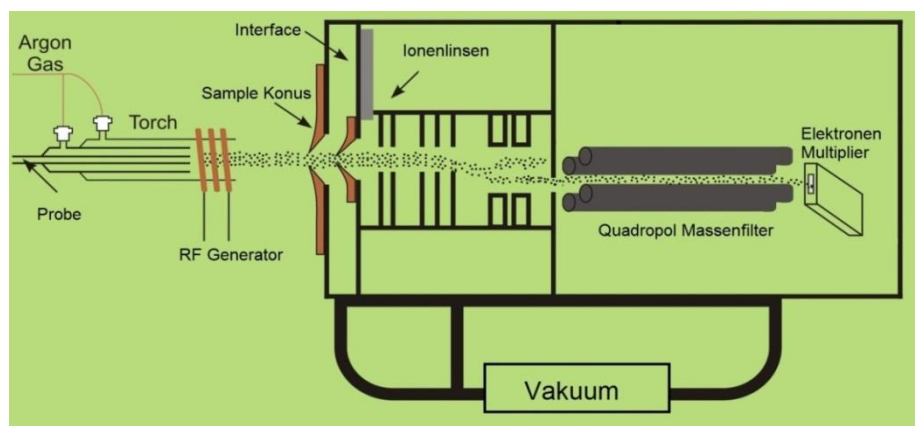 Argon
Gas
Torch
Probe
RF Generator
Sample Konus
Interface
Ionenlinsen
Elektronen
Multiplier
Quadropol Massenfilter
Vakuum